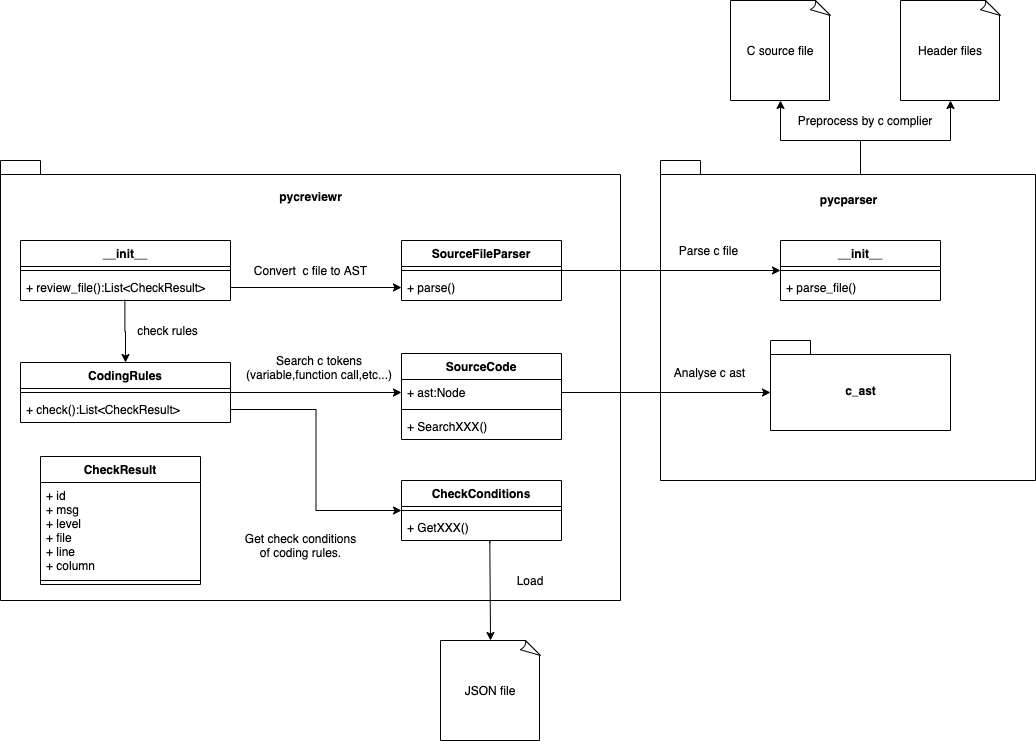 C source file
Header files
Preprocess by c complier
pycreviewr
pycparser
__init__
+ review_file():List<CheckResult>
Convert  c file to AST
SourceFileParser
+ parse()
Parse c file
__init__
+ parse_file()
check rules
CodingRules
+ check():List<CheckResult>
Search c tokens
(variable,function call,etc...)
SourceCode
+ ast:Node
+ SearchXXX()
Analyse c ast
c_ast
CheckResult
+ id
+ msg
+ level
+ file
+ line
+ column
Get check conditions
of coding rules.
CheckConditions
+ GetXXX()
Load
JSON file